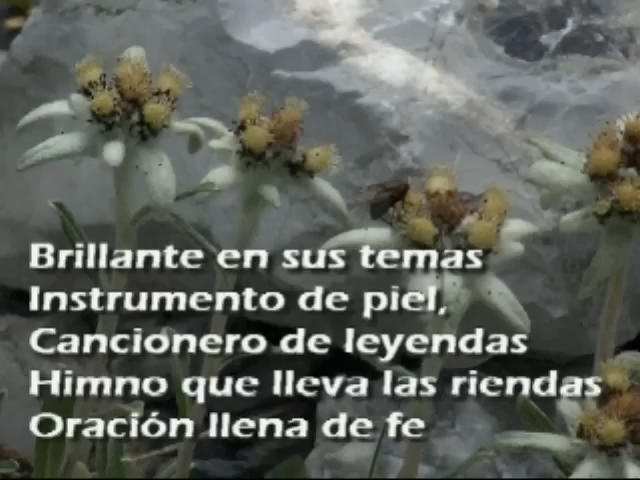 Brillante en sus temas
Instrumento de piel,
Cancionero de leyendas
Himno que lleva las riendas
Oración llena de fe